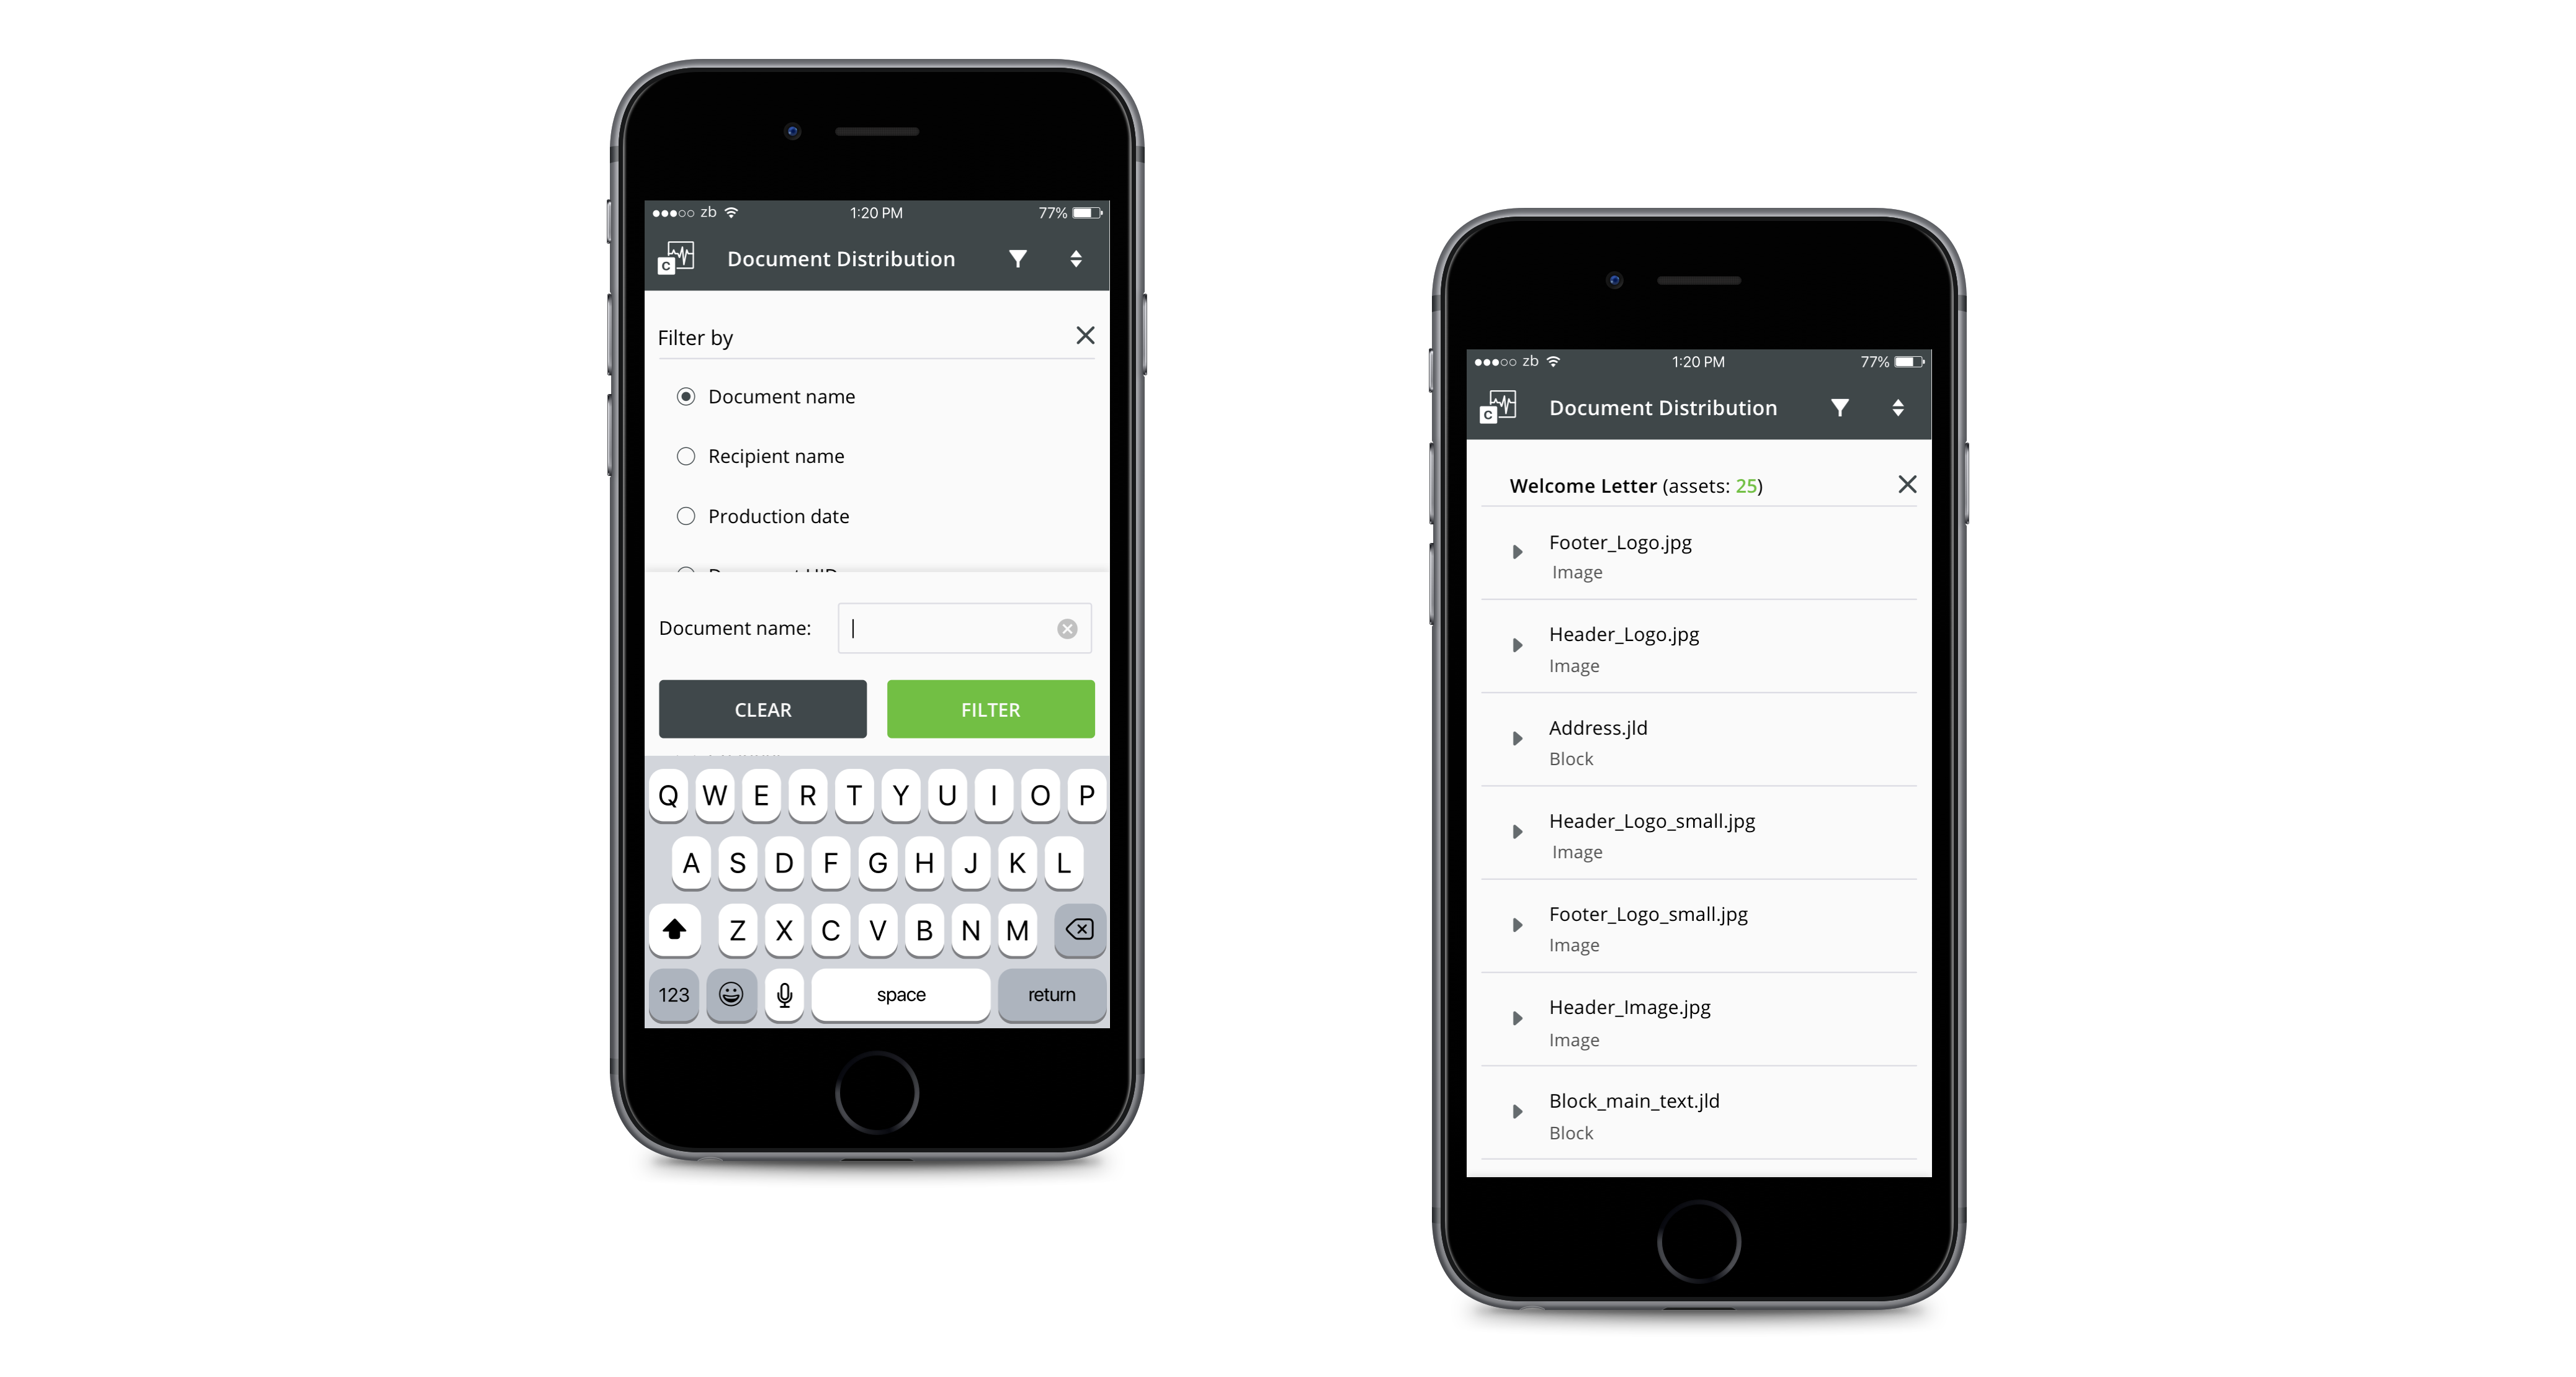 zb 1:20 PM 77%
C Document Distribution
Filter by
Document name
Recipient name
Production date
Document name:
CLEAR FILTER
Q W E R T Y U I O P
A S D F G H J K L
Z X C V B N M
123 space return
zb 1:20 PM 77%
C Document Distribution
Welcome Letter (assets: 25)
Footer_Logo.jpg
Image
Header_Logo.jpg
Image
Address.jld
Block
Header_Logo_small.jpg
Image
Footer_Logo_small.jpg
Image
Header_Image.jpg
Image
Block_main_text.jld
Block